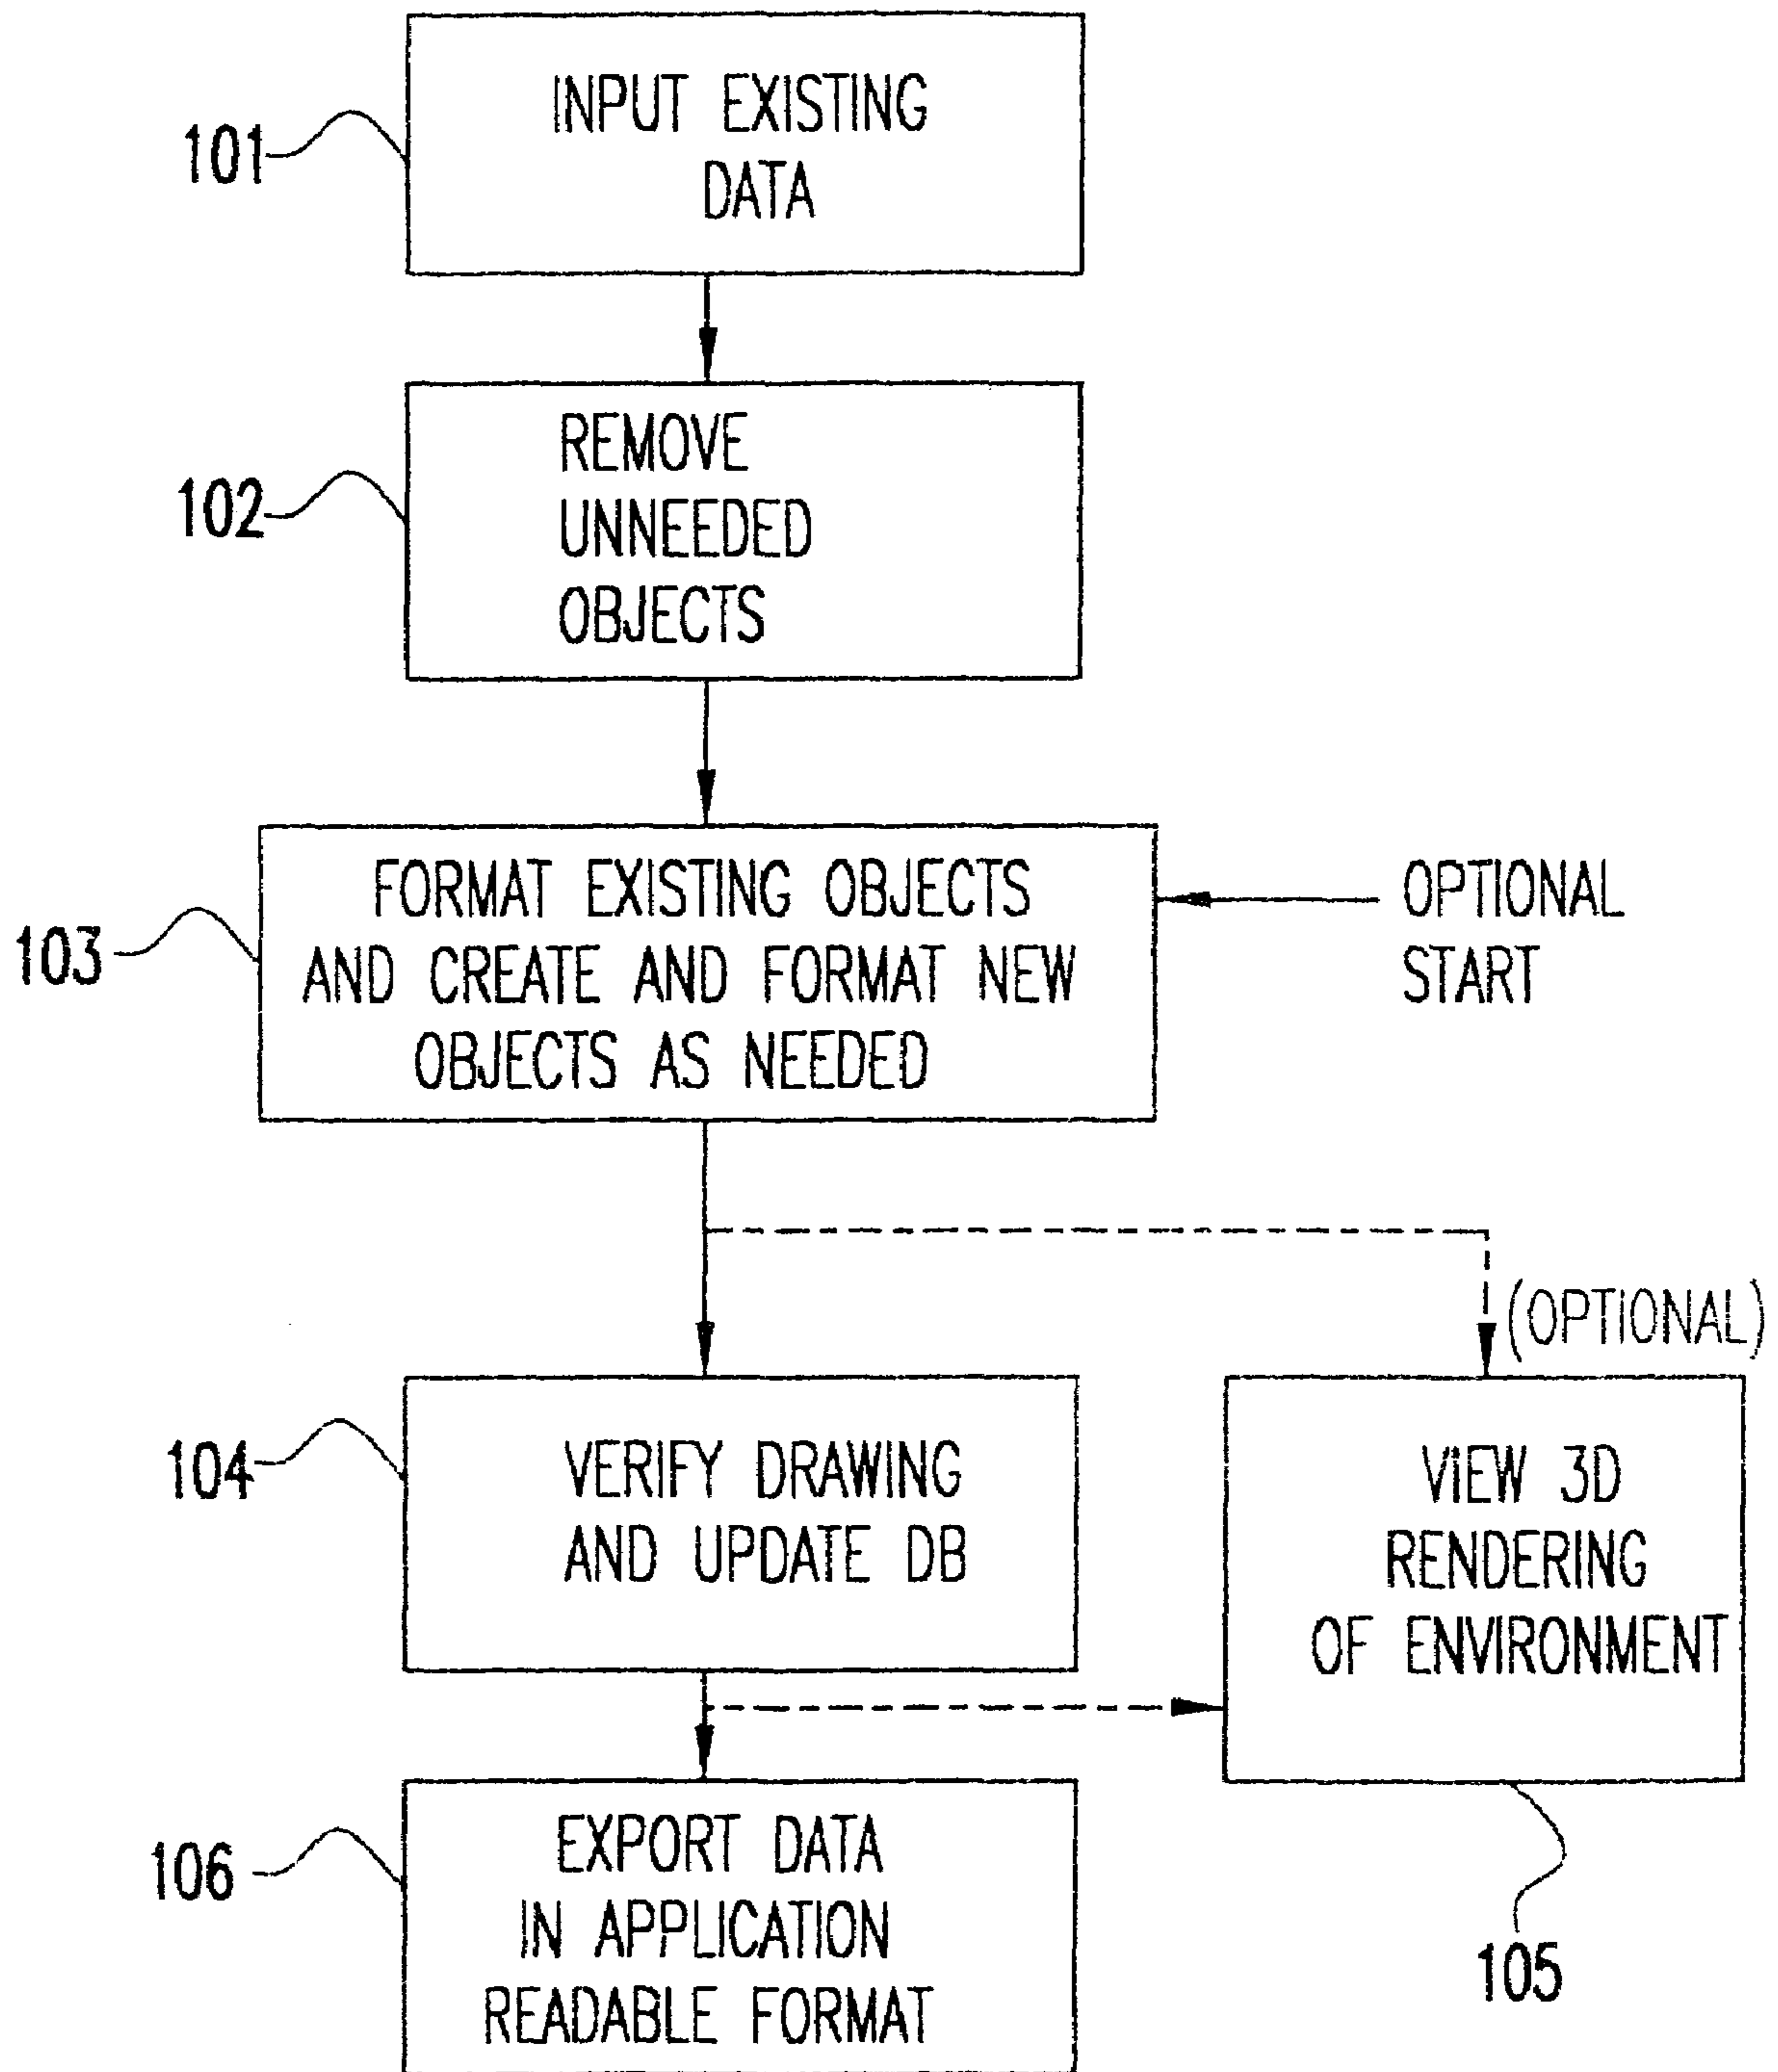 101
INPUT EXISTING
DATA
102
REMOVE
UNNEEDED
OBJECTS
103
FORMAT EXISTING OBJECTS
AND CREATE AND FORMAT NEW
OBJECTS AS NEEDED
OPTIONAL
START
(OPTIONAL)
104
VERIFY DRAWING
AND UPDATE DB
VIEW 3D
RENDERING
OF ENVIRONMENT
105
106
EXPORT DATA
IN APPLICATION
READABLE FORMAT